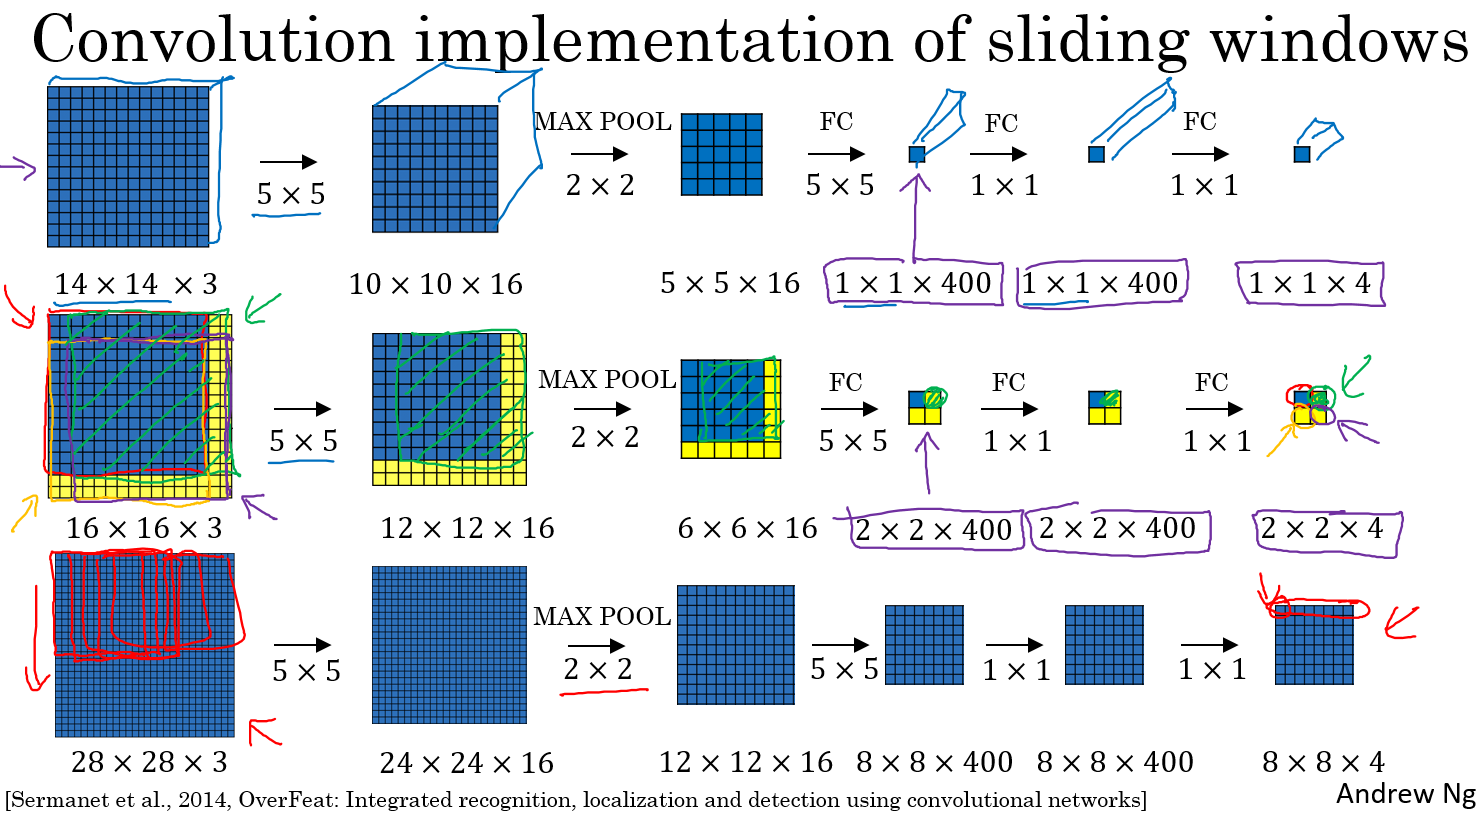 Convolution implementation of sliding windows
MAX POOL FC FC FC
5 × 5 2 × 2 5 × 5 1 × 1 1 × 1
14 × 14 × 3 10 × 10 × 16 5 × 5 × 16 1 × 1 × 400 1 × 1 × 400 1 × 1 × 4
MAX POOL FC FC FC
5 × 5 2 × 2 5 × 5 1 × 1 1 × 1
16 × 16 × 3 12 × 12 × 16 6 × 6 × 16 2 × 2 × 400 2 × 2 × 400 2 × 2 × 4
MAX POOL
5 × 5 2 × 2 5 × 5 1 × 1 1 × 1
28 × 28 × 3 24 × 24 × 16 12 × 12 × 16 8 × 8 × 400 8 × 8 × 400 8 × 8 × 4
[Sermanet et al., 2014, OverFeat: Integrated recognition, localization and detection using convolutional networks] Andrew Ng